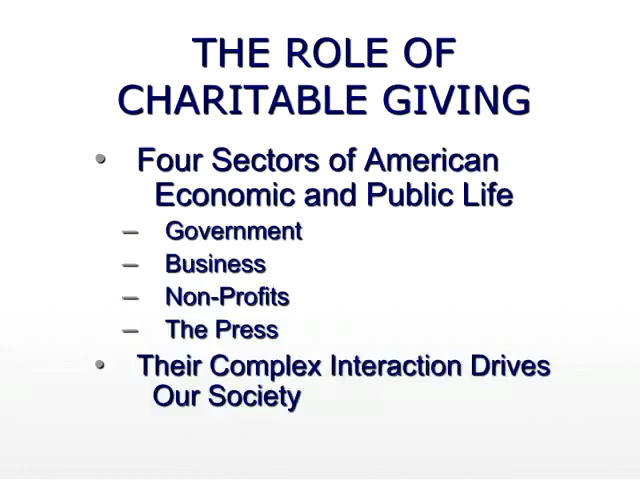 THE ROLE OF
CHARITABLE GIVING
• Four Sectors of American
Economic and Public Life
– Government
– Business
– Non-Profits
– The Press
• Their Complex Interaction Drives
Our Society